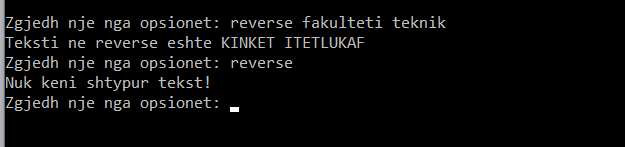 Zgjedh nje nga opsionet: reverse fakulteti teknik
Teksti ne reverse eshte KINKET ITETLUKAF
Zgjedh nje nga opsionet: reverse
Nuk keni shtypur tekst!
Zgjedh nje nga opsionet: